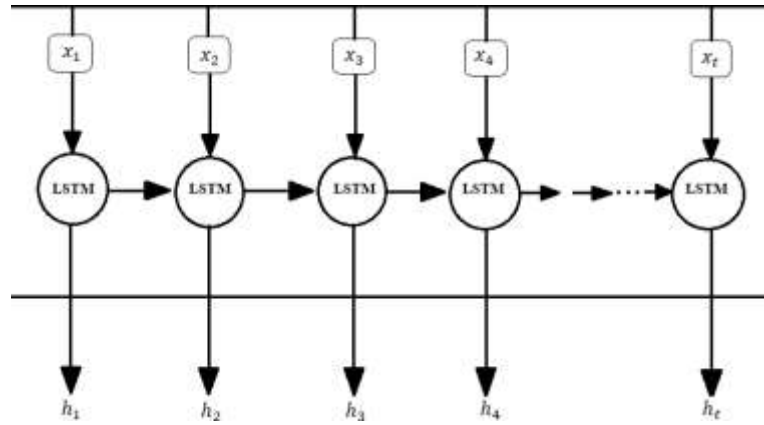 x₁ x₂ x₃ x₄ xₜ
LSTM LSTM LSTM LSTM ···· LSTM
h₁ h₂ h₃ h₄ hₜ